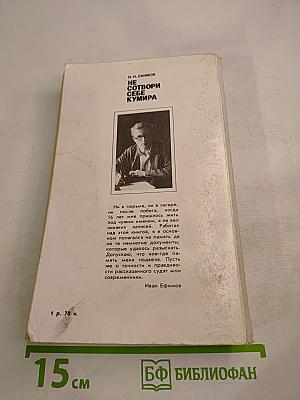 И. И. ЕФИМОВ
НЕ
СОТВОРИ
СЕБЕ
КУМИРА
Ни в тюрьме, ни в лагере,
ни после побега, когда
16 лет мне пришлось жить
под чужим именем, я не вел
никаких записей. Работая
над этой книгой, я в основ-
ном полагался на память да
на те немногие документы,
которые удалось разыскать.
Допускаю, что кое-где па-
мять меня подвела. Пусть
же о точности и правдиво-
сти рассказанного судят мои
современники.
Иван Ефимов
1 р. 70 к.
15 см
БФ БИБЛИОФАН